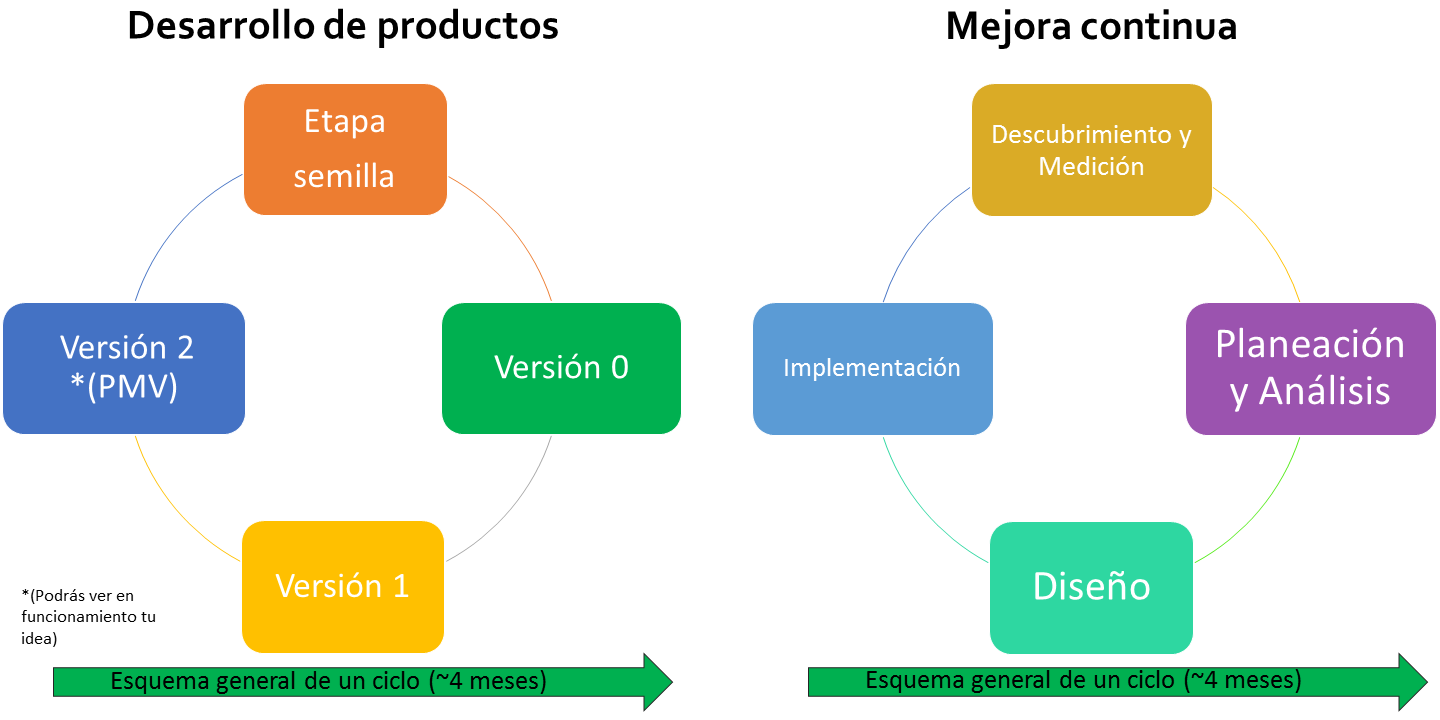 Desarrollo de productos
Etapa
semilla
Versión 2
*(PMV)
Versión 0
Versión 1
*(Podrás ver en
funcionamiento tu
idea)
Esquema general de un ciclo (~4 meses)
Mejora continua
Descubrimiento y
Medición
Implementación
Planeación
y Análisis
Diseño
Esquema general de un ciclo (~4 meses)